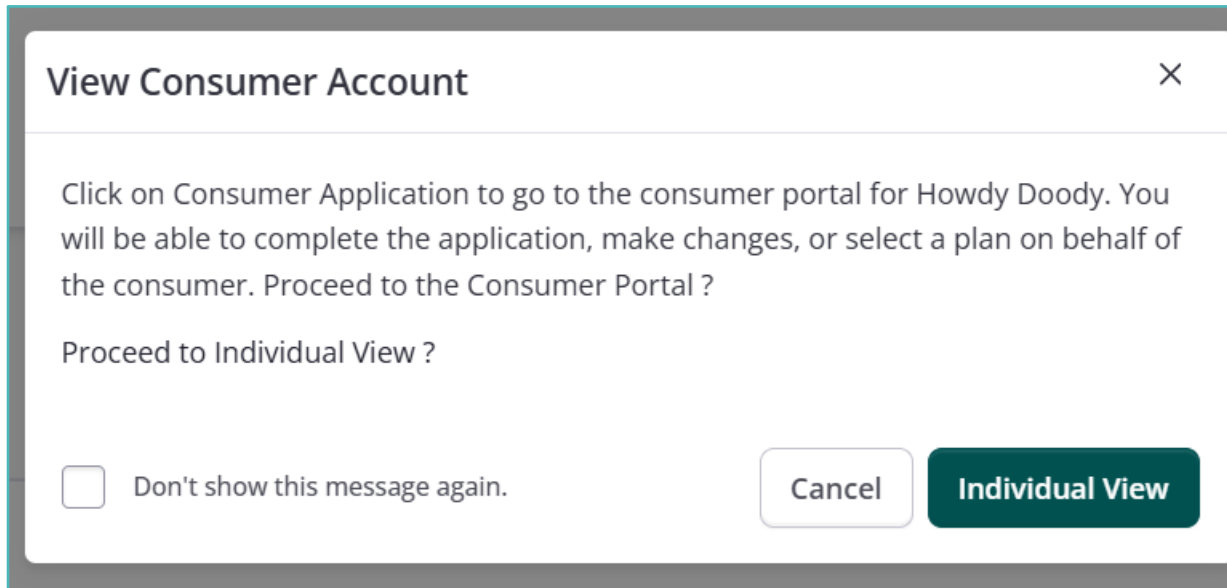 View Consumer Account
Click on Consumer Application to go to the consumer portal for Howdy Doody. You
will be able to complete the application, make changes, or select a plan on behalf of
the consumer. Proceed to the Consumer Portal ?
Proceed to Individual View ?
Don't show this message again.
Cancel
Individual View